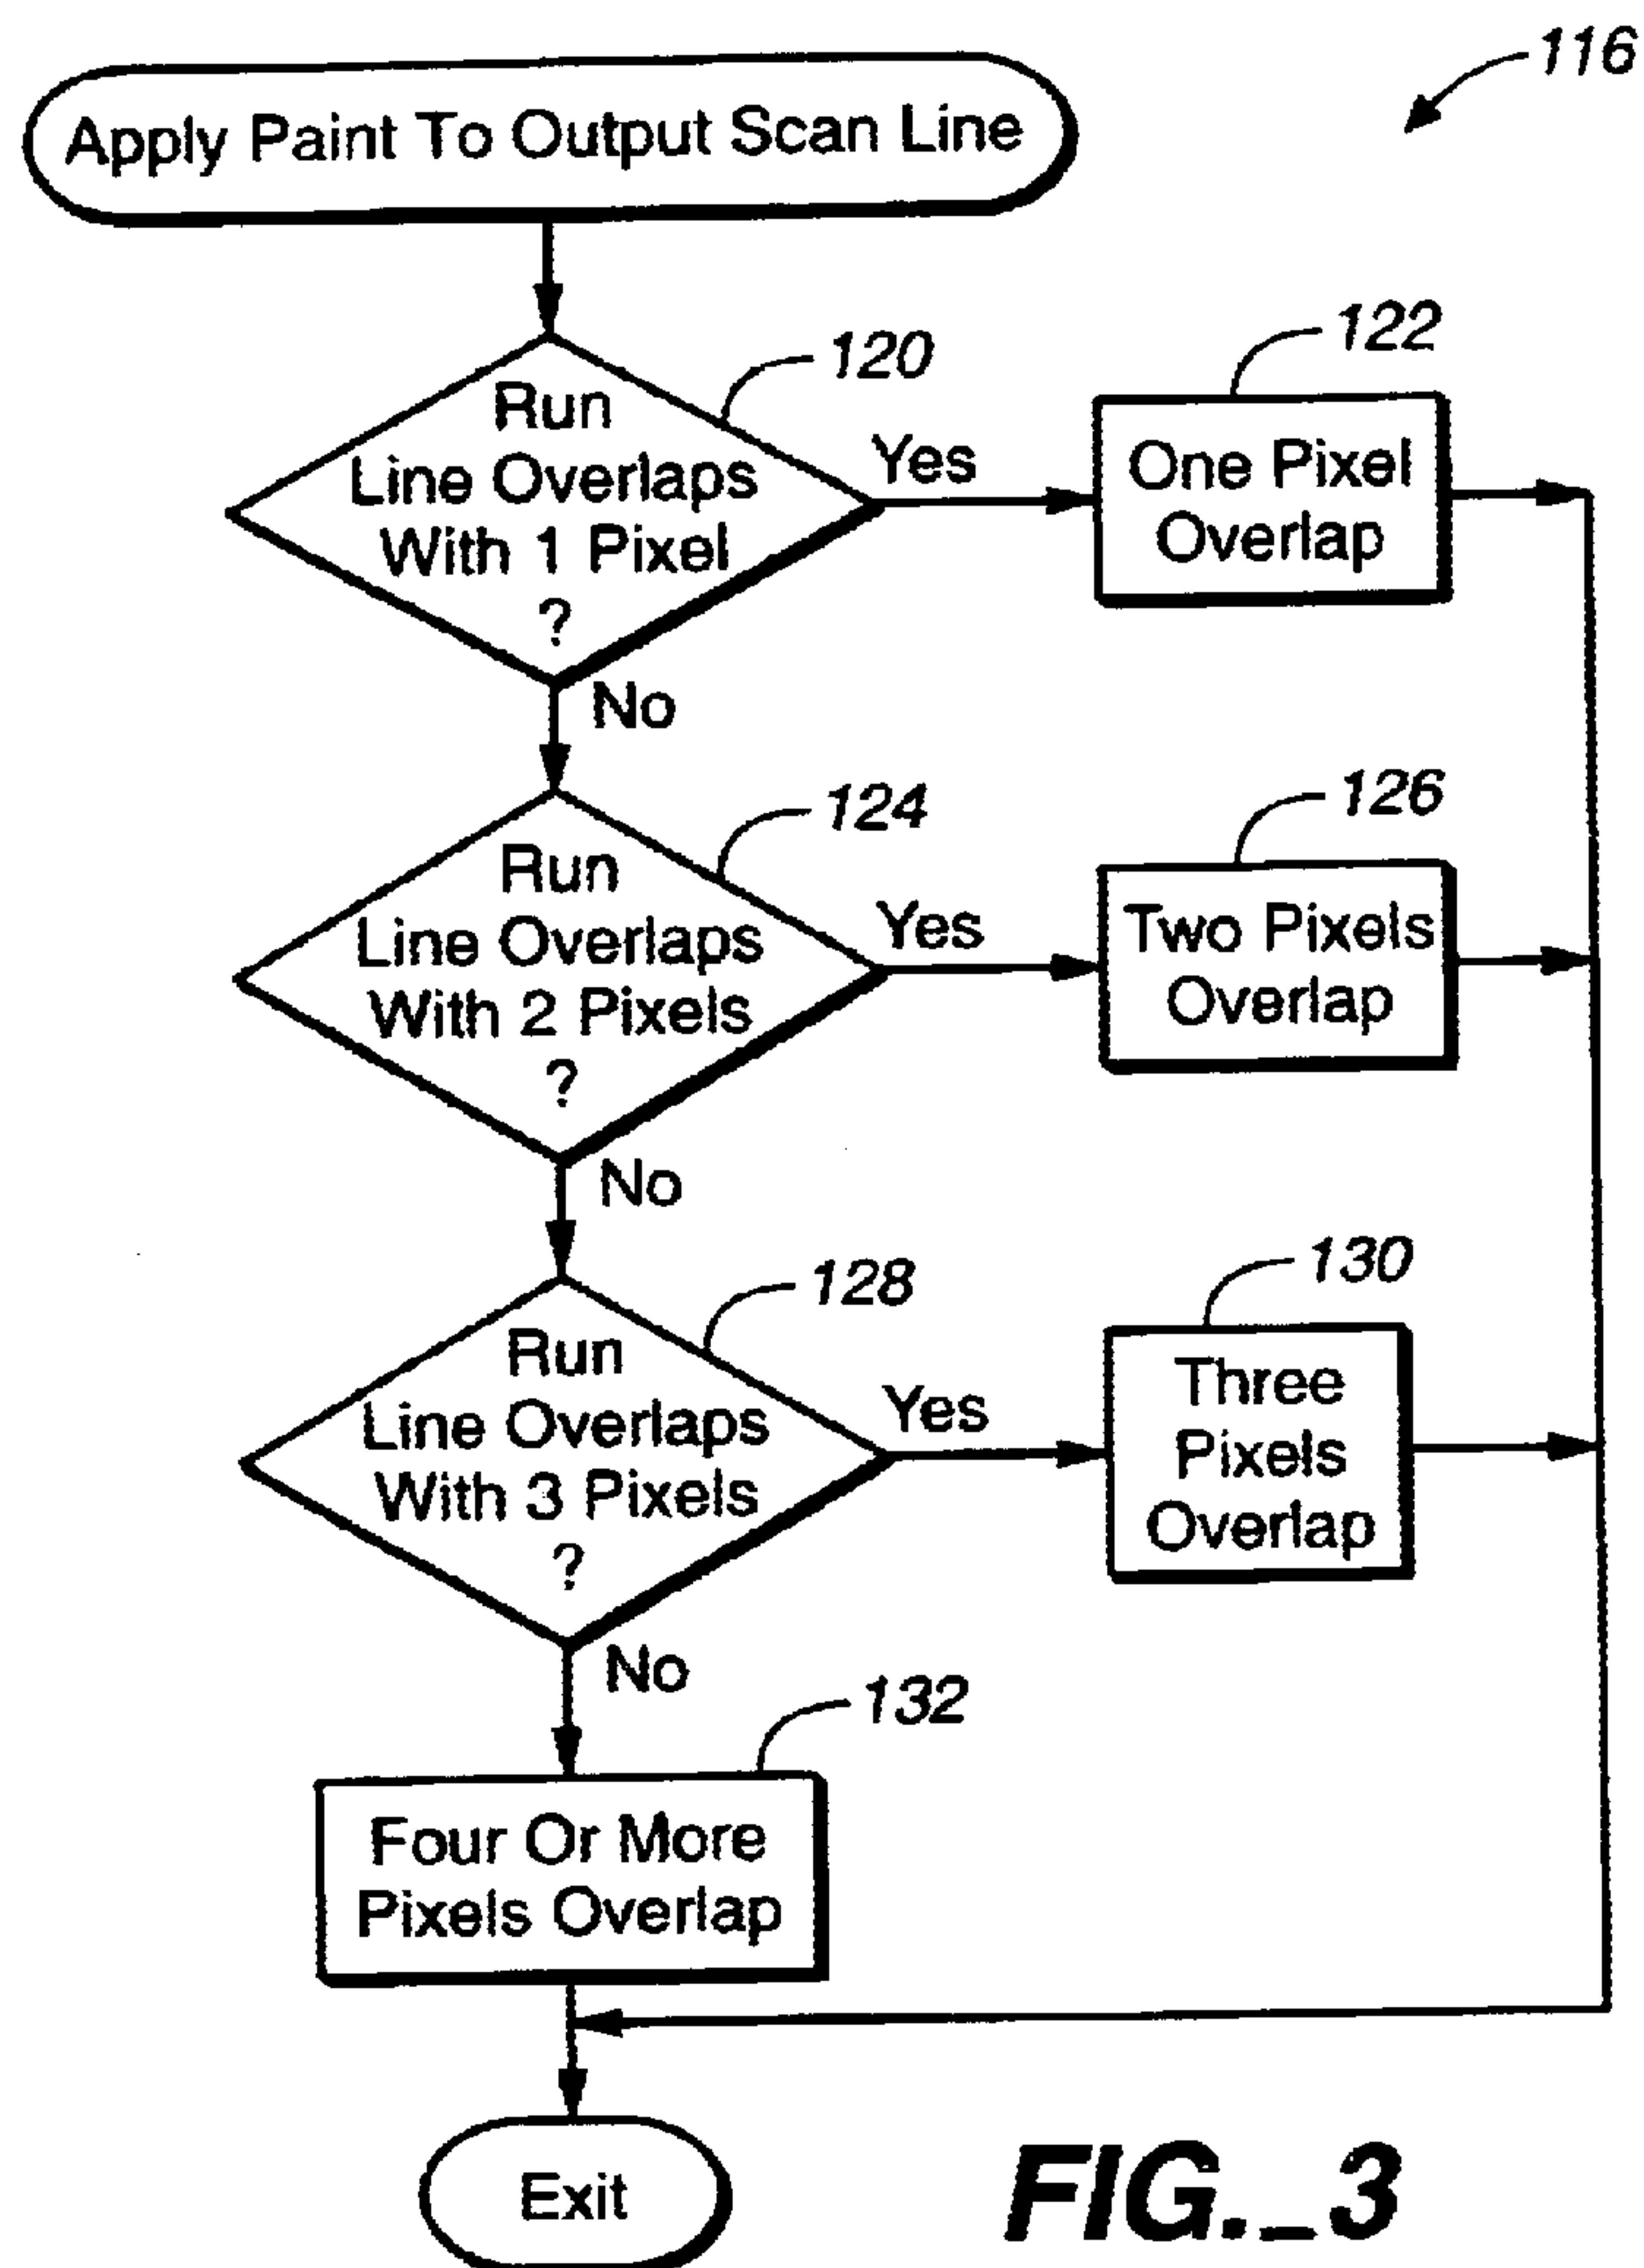 116
Apply Paint To Output Scan Line
120
Run
Line Overlaps
With 1 Pixel
?
Yes
122
One Pixel
Overlap
No
124
Run
Line Overlaps
With 2 Pixels
?
Yes
126
Two Pixels
Overlap
No
128
Run
Line Overlaps
With 3 Pixels
?
Yes
130
Three
Pixels
Overlap
No
132
Four Or More
Pixels Overlap
Exit
FIG._3